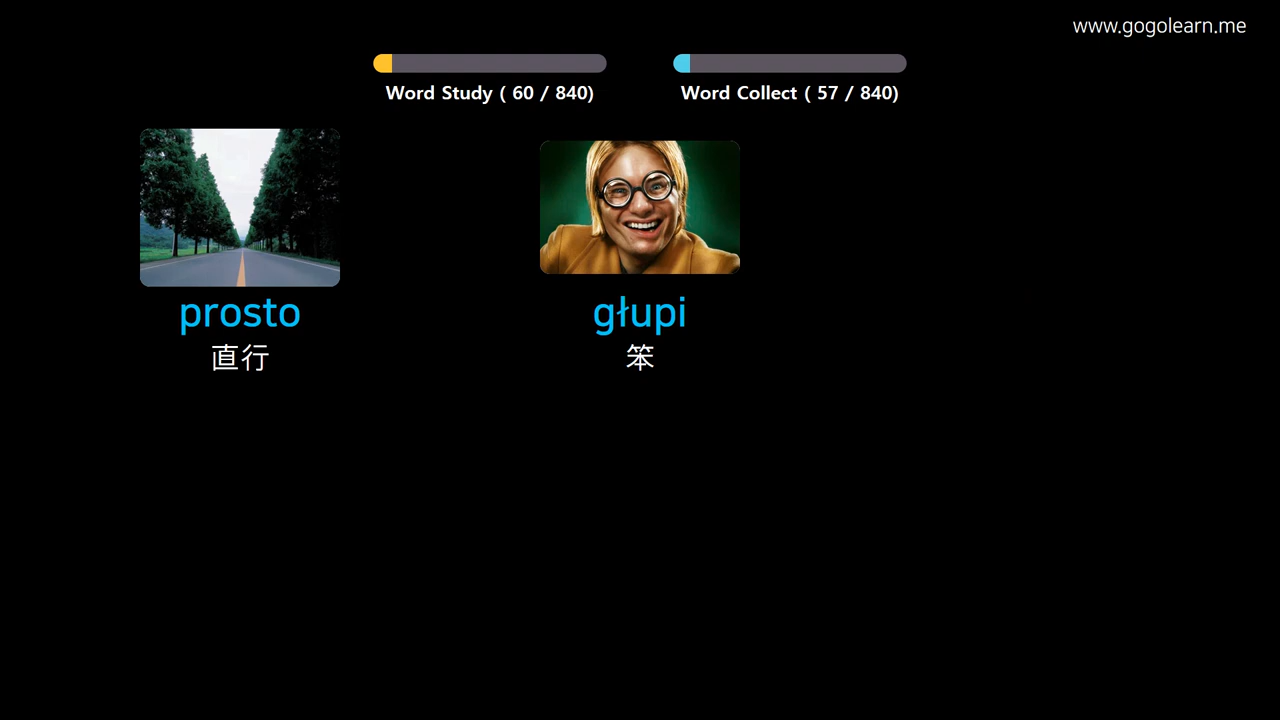 www.gogolearn.me
Word Study ( 60 / 840)
Word Collect ( 57 / 840)
prosto
直行
głupi
笨